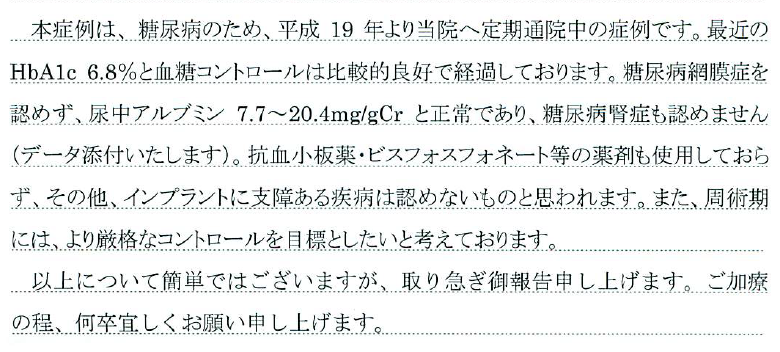 本症例は、糖尿病のため、平成 19 年より当院へ定期通院中の症例です。最近の
HbA1c 6.8%と血糖コントロールは比較的良好で経過しております。糖尿病網膜症を
認めず、尿中アルブミン 7.7～20.4mg/gCr と正常であり、糖尿病腎症も認めません
(データ添付いたします)。抗血小板薬・ビスフォスフォネート等の薬剤も使用しておら
ず、その他、インプラントに支障ある疾病は認めないものと思われます。また、周術期
には、より厳格なコントロールを目標としたいと考えております。
以上について簡単ではございますが、取り急ぎ御報告申し上げます。ご加療
の程、何卒宜しくお願い申し上げます。